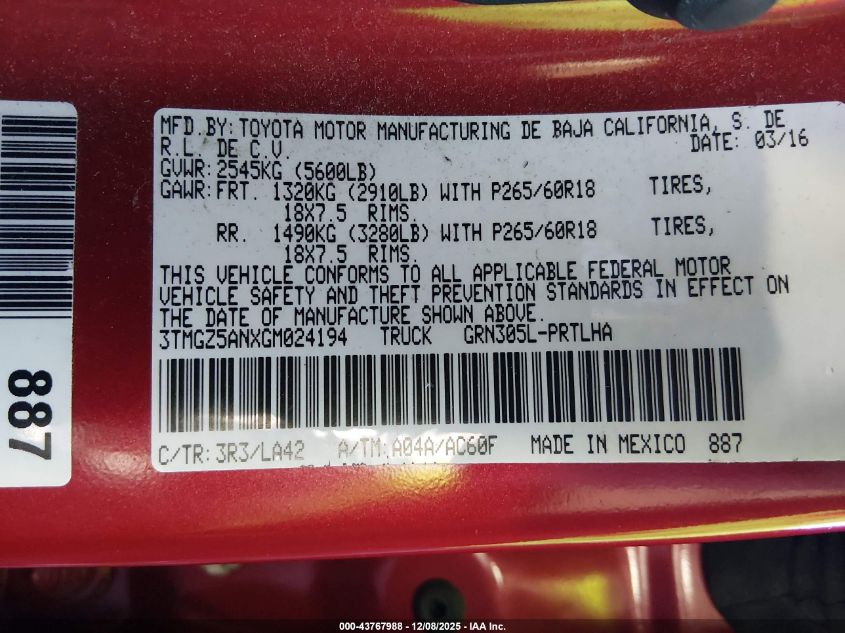 MFD.BY: TOYOTA MOTOR MANUFACTURING DE BAJA CALIFORNIA, S. DE
R.L. DE C.V.
DATE: 03/16
GVWR: 2545KG (5600LB)
GAWR: FRT. 1320KG (2910LB) WITH P265/60R18 TIRES,
18X7.5 RIMS.
RR. 1490KG (3280LB) WITH P265/60R18 TIRES,
18X7.5 RIMS.
THIS VEHICLE CONFORMS TO ALL APPLICABLE FEDERAL MOTOR
VEHICLE SAFETY AND THEFT PREVENTION STANDARDS IN EFFECT ON
THE DATE OF MANUFACTURE SHOWN ABOVE.
3TMGZ5ANXGM024194 TRUCK GRN305L-PRTLHA
C/TR: 3R3/LA42 A/TM: A04A/AC60F MADE IN MEXICO 887
887
000-43767988 - 12/08/2025 - IAA Inc.